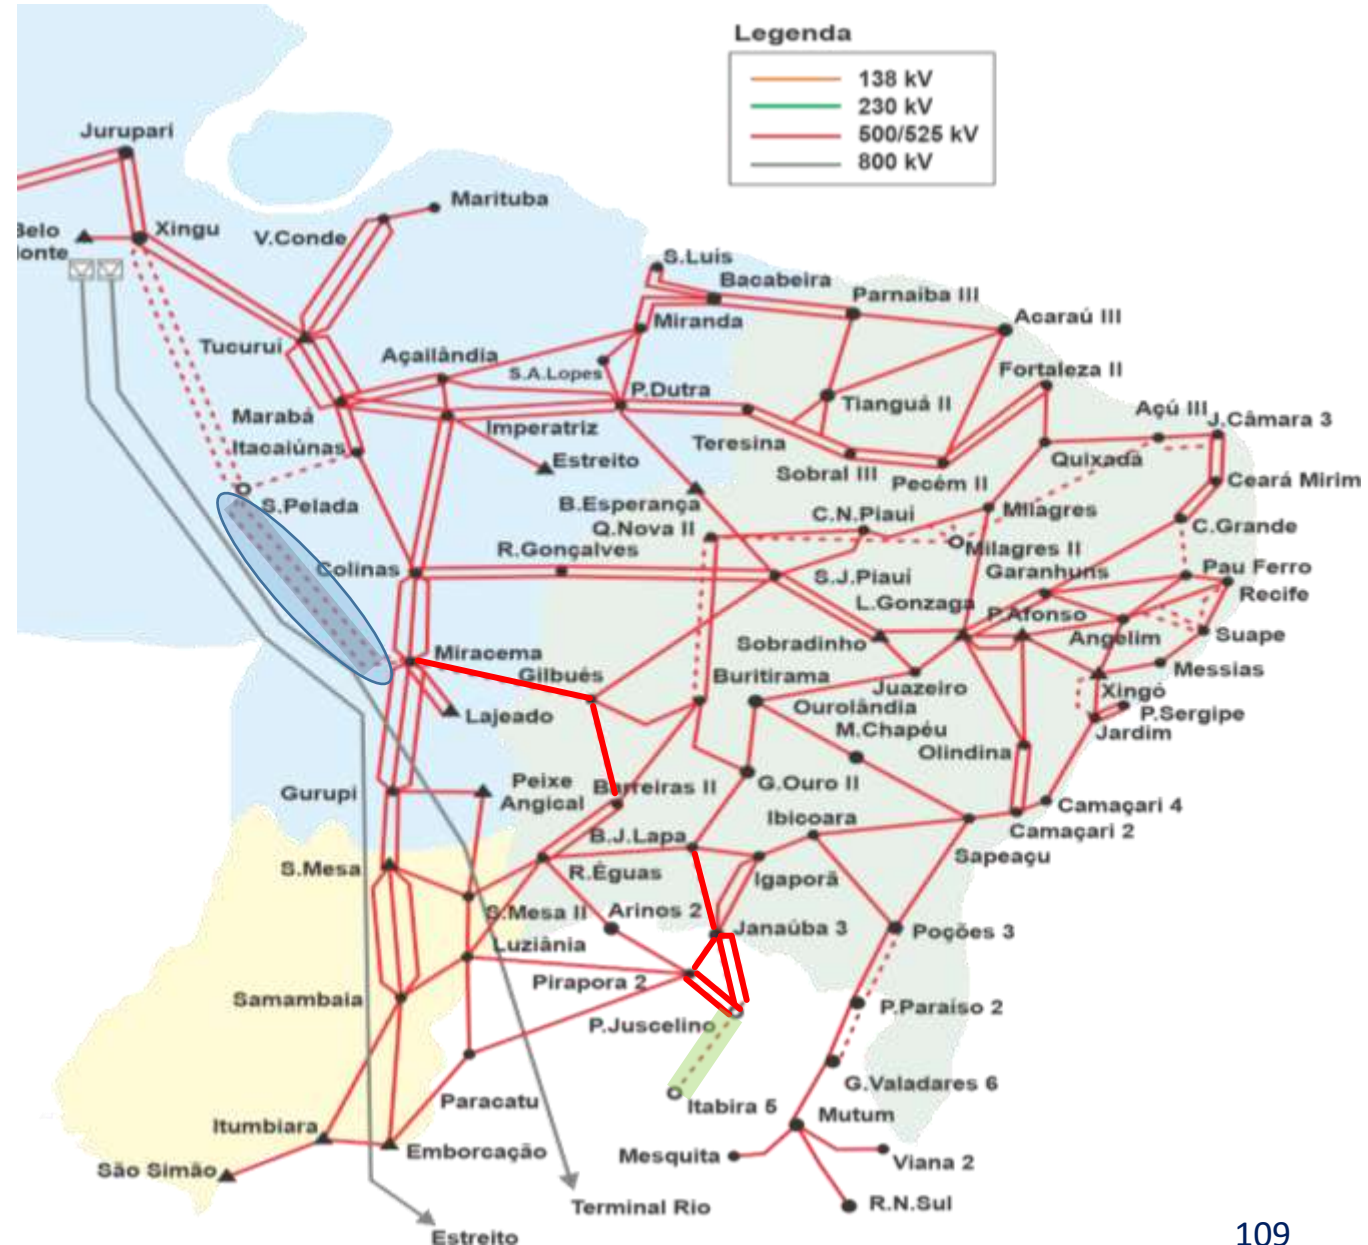 Legenda
138 kV
230 kV
500/525 kV
800 kV
Jurupari
Marituba
Belo
Xingu
V.Conde
S.Luis
Bacabeira
Parnaíba III
Miranda
Acaraú III
Tucuruí
Açailândia
S.A.Lopes
Fortaleza II
P.Dutra
Tianguá II
Marabá
Açú III
J.Câmara 3
Imperatriz
Teresina
Itacaiúnas
Estreito
Sobral III
Quixada
Pecém II
Ceará Mirim
S.Pelada
B.Esperança
C.N.Piaui
Milagres
Q.Nova II
C.Grande
R.Gonçalves
Milagres II
Colinas
S.J.Piauí
Garanhuns
Pau Ferro
Recife
L.Gonzaga
P.Afonso
Sobradinho
Angelim
Suape
Miracema
Gilbués
Buritirama
Juazeiro
Messias
Xingó
Lajeado
Ourolândia
P.Sergipe
M.Chapéu
Jardim
Olindina
Gurupi
Peixe
Angical
Barreiras II
G.Ouro II
Camaçari 4
Ibicoara
Camaçari 2
B.J.Lapa
Sapeaçu
S.Mesa
R.Éguas
Igaporã
S.Mesa II
Arinos 2
Janaúba 3
Poções 3
Luziânia
Pirapora 2
Samambaia
P.Paraíso 2
P.Juscelino
G.Valadares 6
Paracatu
Itabira 5
Mutum
Itumbiara
Emborcação
Mesquita
Viana 2
São Simão
Terminal Rio
R.N.Sul
Estreito
109